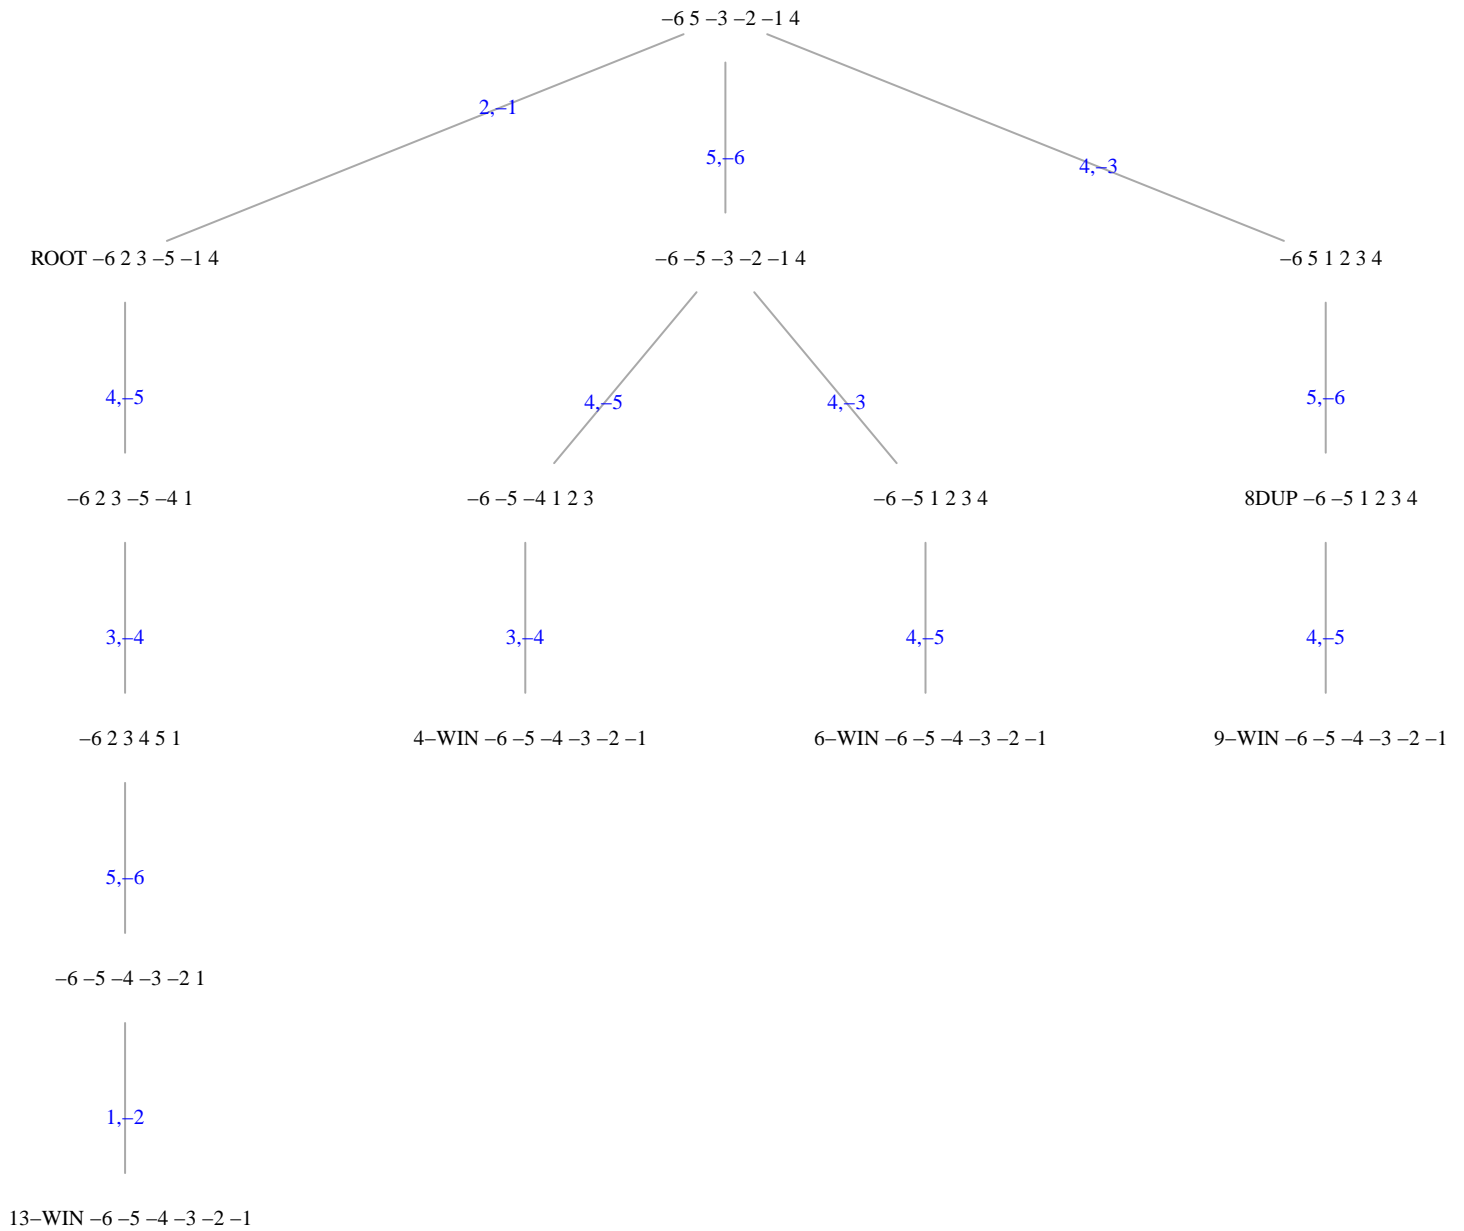 −6 5 −3 −2 −1 4
2,−1
5,−6
4,−3
ROOT −6 2 3 −5 −1 4
−6 −5 −3 −2 −1 4
−6 5 1 2 3 4
4,−5
4,−5
4,−3
5,−6
−6 2 3 −5 −4 1
−6 −5 −4 1 2 3
−6 −5 1 2 3 4
8DUP −6 −5 1 2 3 4
3,−4
3,−4
4,−5
4,−5
−6 2 3 4 5 1
4−WIN −6 −5 −4 −3 −2 −1
6−WIN −6 −5 −4 −3 −2 −1
9−WIN −6 −5 −4 −3 −2 −1
5,−6
−6 −5 −4 −3 −2 1
1,−2
13−WIN −6 −5 −4 −3 −2 −1